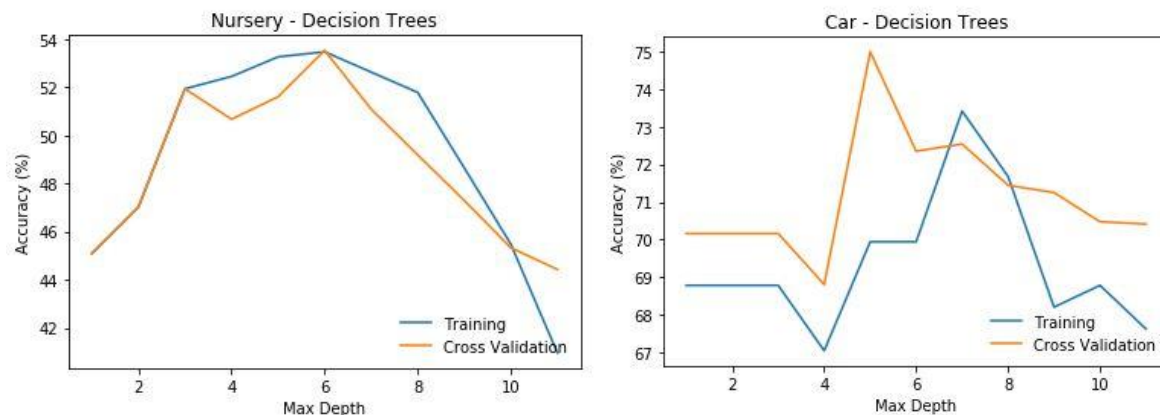 Nursery - Decision Trees
54
52
50
48
46
44
42
Accuracy (%)
Training
Cross Validation
2
4
6
8
10
Max Depth
Car - Decision Trees
75
74
73
72
71
70
69
68
67
Accuracy (%)
Training
Cross Validation
2
4
6
8
10
Max Depth